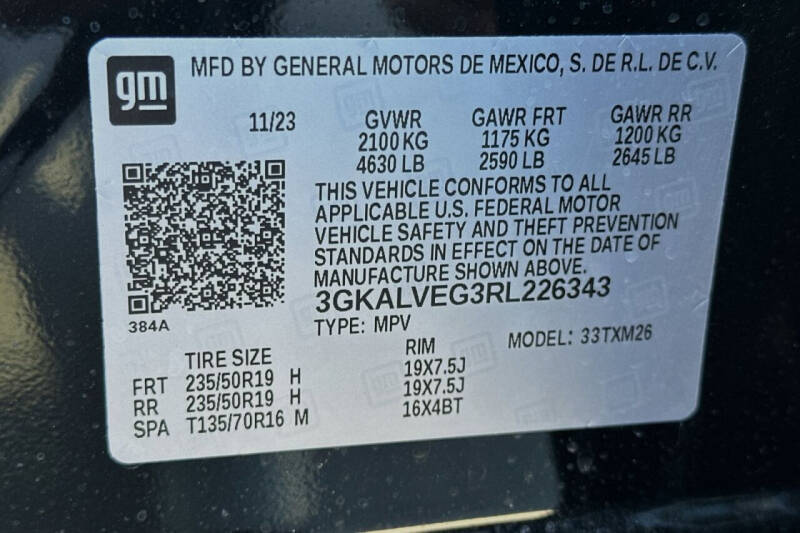 gm
MFD BY GENERAL MOTORS DE MEXICO, S. DE R.L. DE C.V.
11/23 GVWR GAWR FRT GAWR RR
2100 KG 1175 KG 1200 KG
4630 LB 2590 LB 2645 LB
THIS VEHICLE CONFORMS TO ALL
APPLICABLE U.S. FEDERAL MOTOR
VEHICLE SAFETY AND THEFT PREVENTION
STANDARDS IN EFFECT ON THE DATE OF
MANUFACTURE SHOWN ABOVE.
3GKALVEG3RL226343
384A
TYPE: MPV MODEL: 33TXM26
TIRE SIZE RIM
FRT 235/50R19 H 19X7.5J
RR 235/50R19 H 19X7.5J
SPA T135/70R16 M 16X4BT